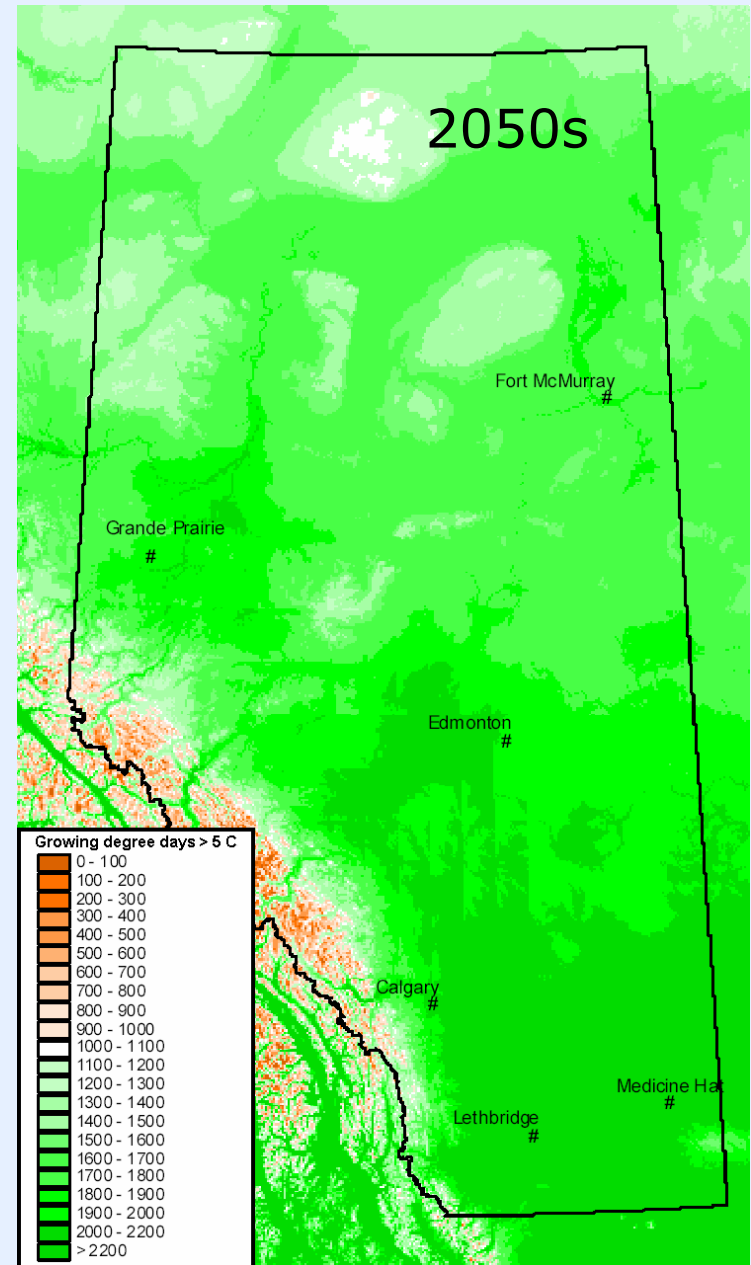 2050s
Fort McMurray
#
Grande Prairie
#
Edmonton
#
Growing degree days > 5 C
0 - 100
100 - 200
200 - 300
300 - 400
400 - 500
500 - 600
600 - 700
700 - 800
800 - 900
900 - 1000
1000 - 1100
1100 - 1200
1200 - 1300
1300 - 1400
1400 - 1500
1500 - 1600
1600 - 1700
1700 - 1800
1800 - 1900
1900 - 2000
2000 - 2200
> 2200
Calgary
#
Medicine Hat
#
Lethbridge
#